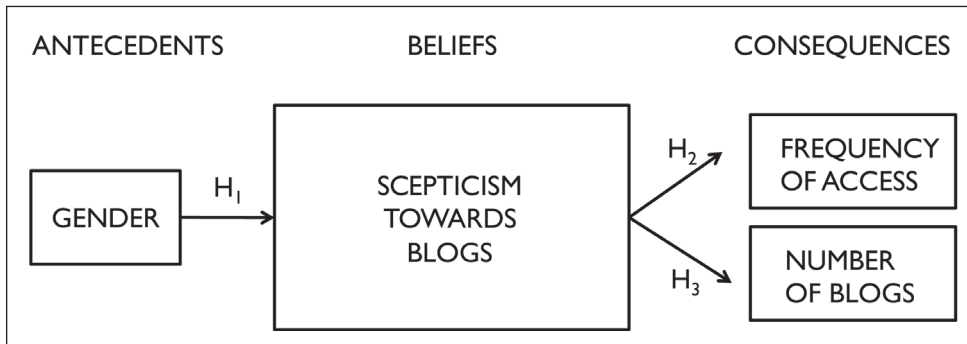 ANTECEDENTS
BELIEFS
CONSEQUENCES
GENDER
H₁
SCEPTICISM
TOWARDS
BLOGS
H₂
FREQUENCY
OF ACCESS
H₃
NUMBER
OF BLOGS